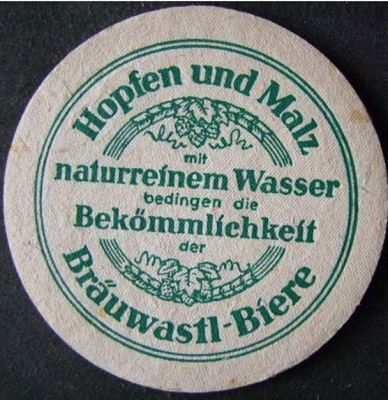 Hopfen und Malz
mit
naturreinem Wasser
bedingen die
Bekömmlichkeit
der
Bräuwastl-Biere